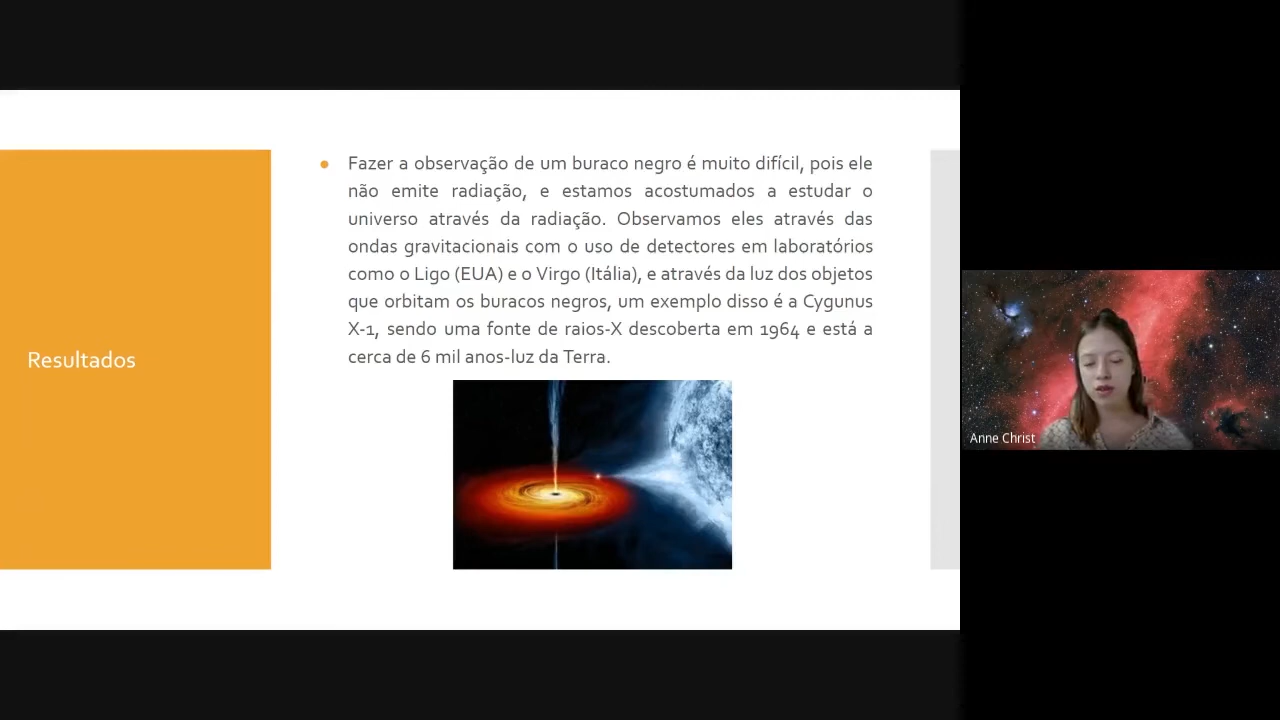 Resultados
Fazer a observação de um buraco negro é muito difícil, pois ele
não emite radiação, e estamos acostumados a estudar o
universo através da radiação. Observamos eles através das
ondas gravitacionais com o uso de detectores em laboratórios
como o Ligo (EUA) e o Virgo (Itália), e através da luz dos objetos
que orbitam os buracos negros, um exemplo disso é a Cygunus
X-1, sendo uma fonte de raios-X descoberta em 1964 e está a
cerca de 6 mil anos-luz da Terra.
Anne Christ